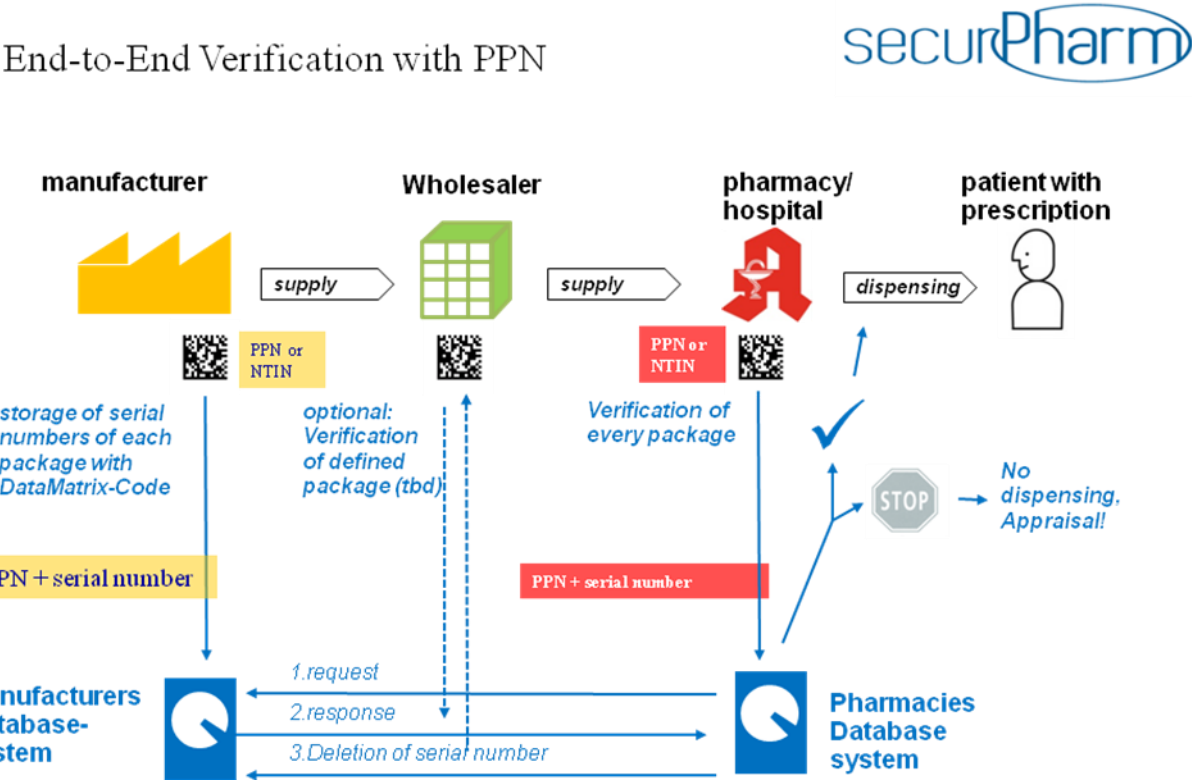 securPharm
End-to-End Verification with PPN
manufacturer
Wholesaler
pharmacy/
hospital
patient with
prescription
supply
supply
dispensing
PPN or
NTIN
PPN or
NTIN
storage of serial
numbers of each
package with
DataMatrix-Code
optional:
Verification
of defined
package (tbd)
Verification of
every package
STOP
No
dispensing,
Appraisal!
PN + serial number
PPN + serial number
1.request
2.response
3.Deletion of serial number
nufacturers
tabase-
stem
Pharmacies
Database
system